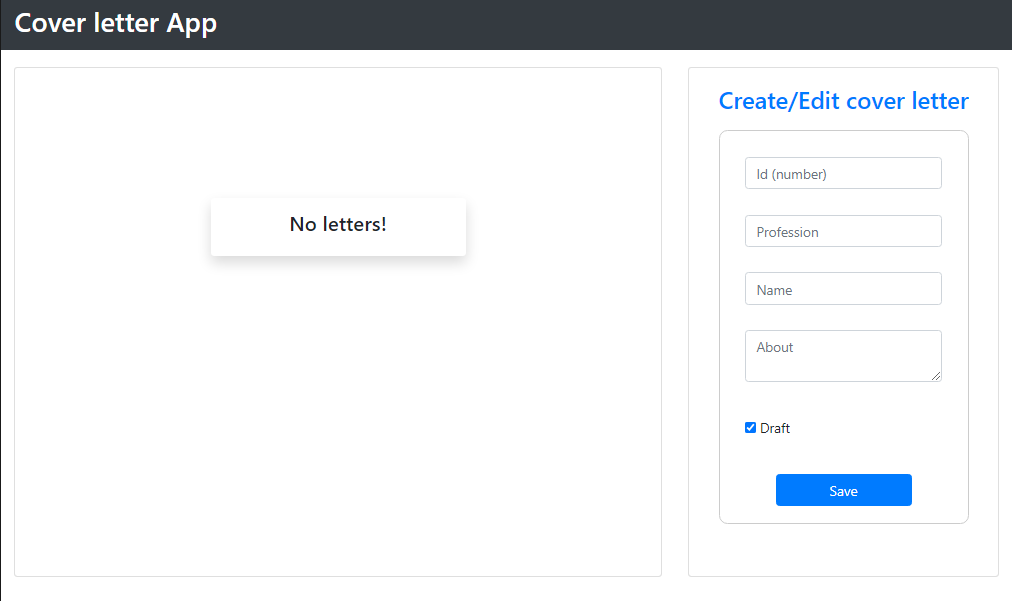 Cover letter App
No letters!
Create/Edit cover letter
Id (number)
Profession
Name
About
Draft
Save